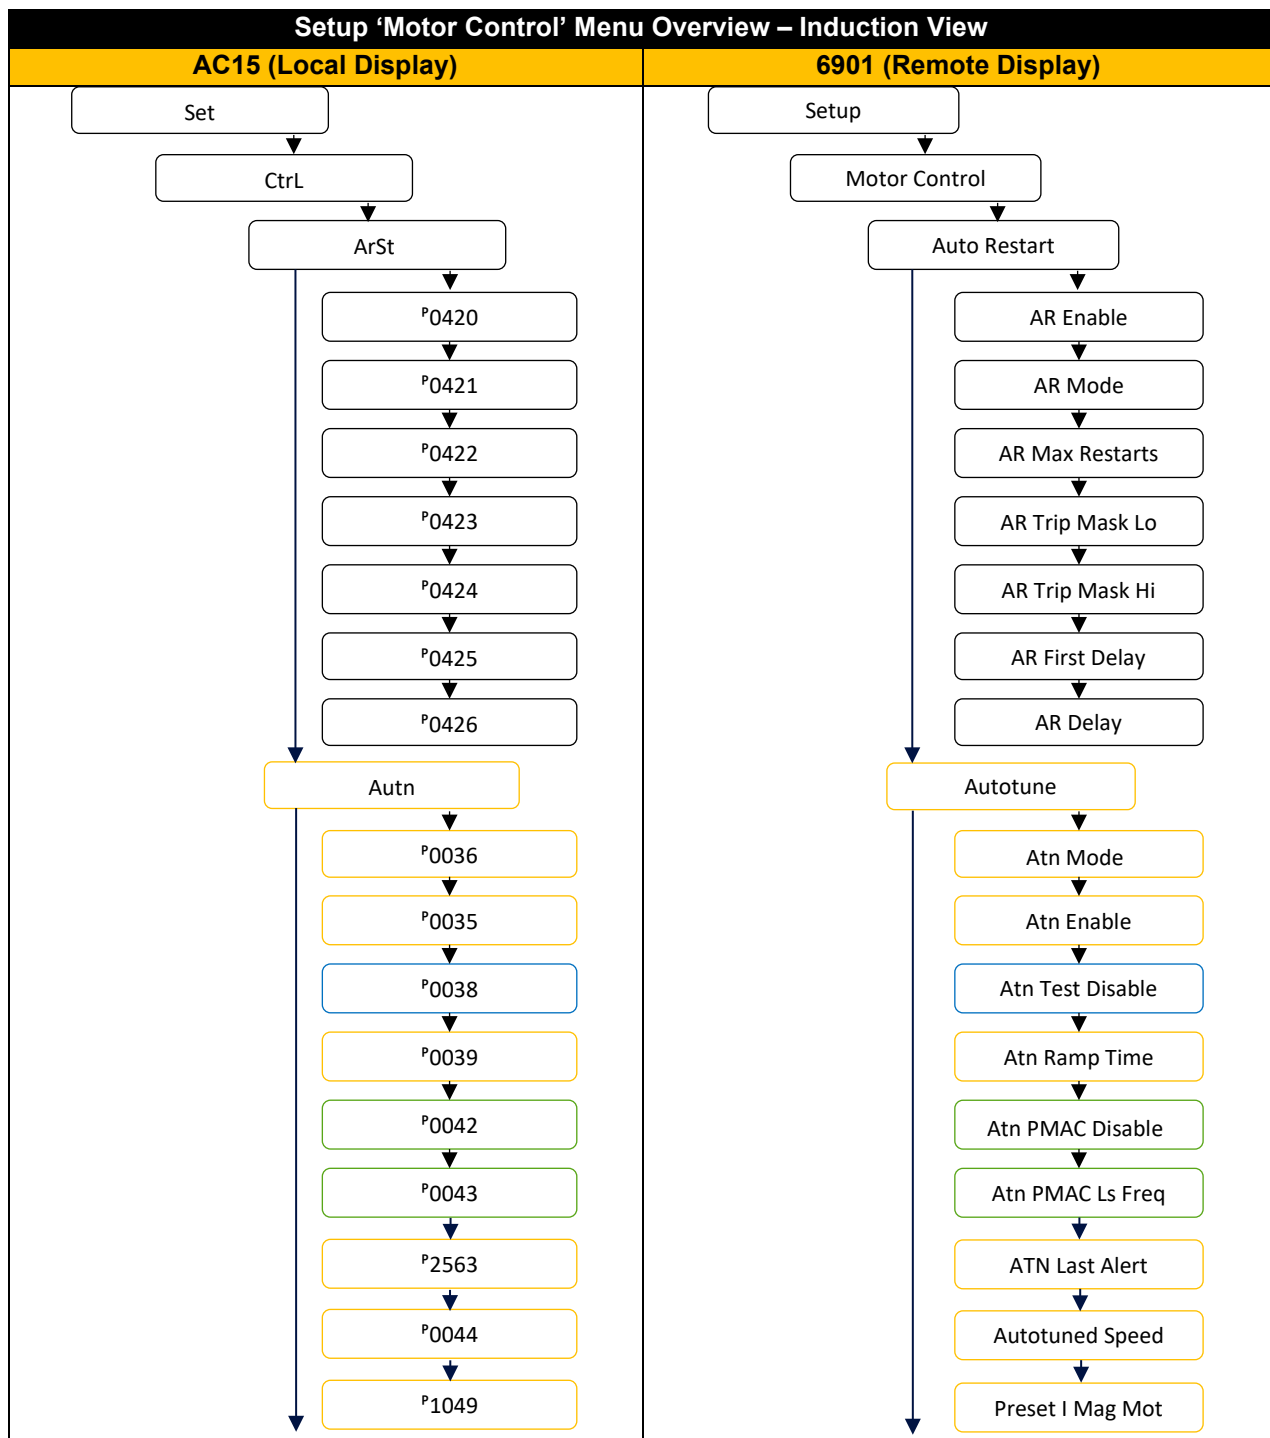 Setup ‘Motor Control’ Menu Overview – Induction View
AC15 (Local Display)
Set
CtrL
ArSt
P0420
P0421
P0422
P0423
P0424
P0425
P0426
Autn
P0036
P0035
P0038
P0039
P0042
P0043
P2563
P0044
P1049
6901 (Remote Display)
Setup
Motor Control
Auto Restart
AR Enable
AR Mode
AR Max Restarts
AR Trip Mask Lo
AR Trip Mask Hi
AR First Delay
AR Delay
Autotune
Atn Mode
Atn Enable
Atn Test Disable
Atn Ramp Time
Atn PMAC Disable
Atn PMAC Ls Freq
ATN Last Alert
Autotuned Speed
Preset I Mag Mot